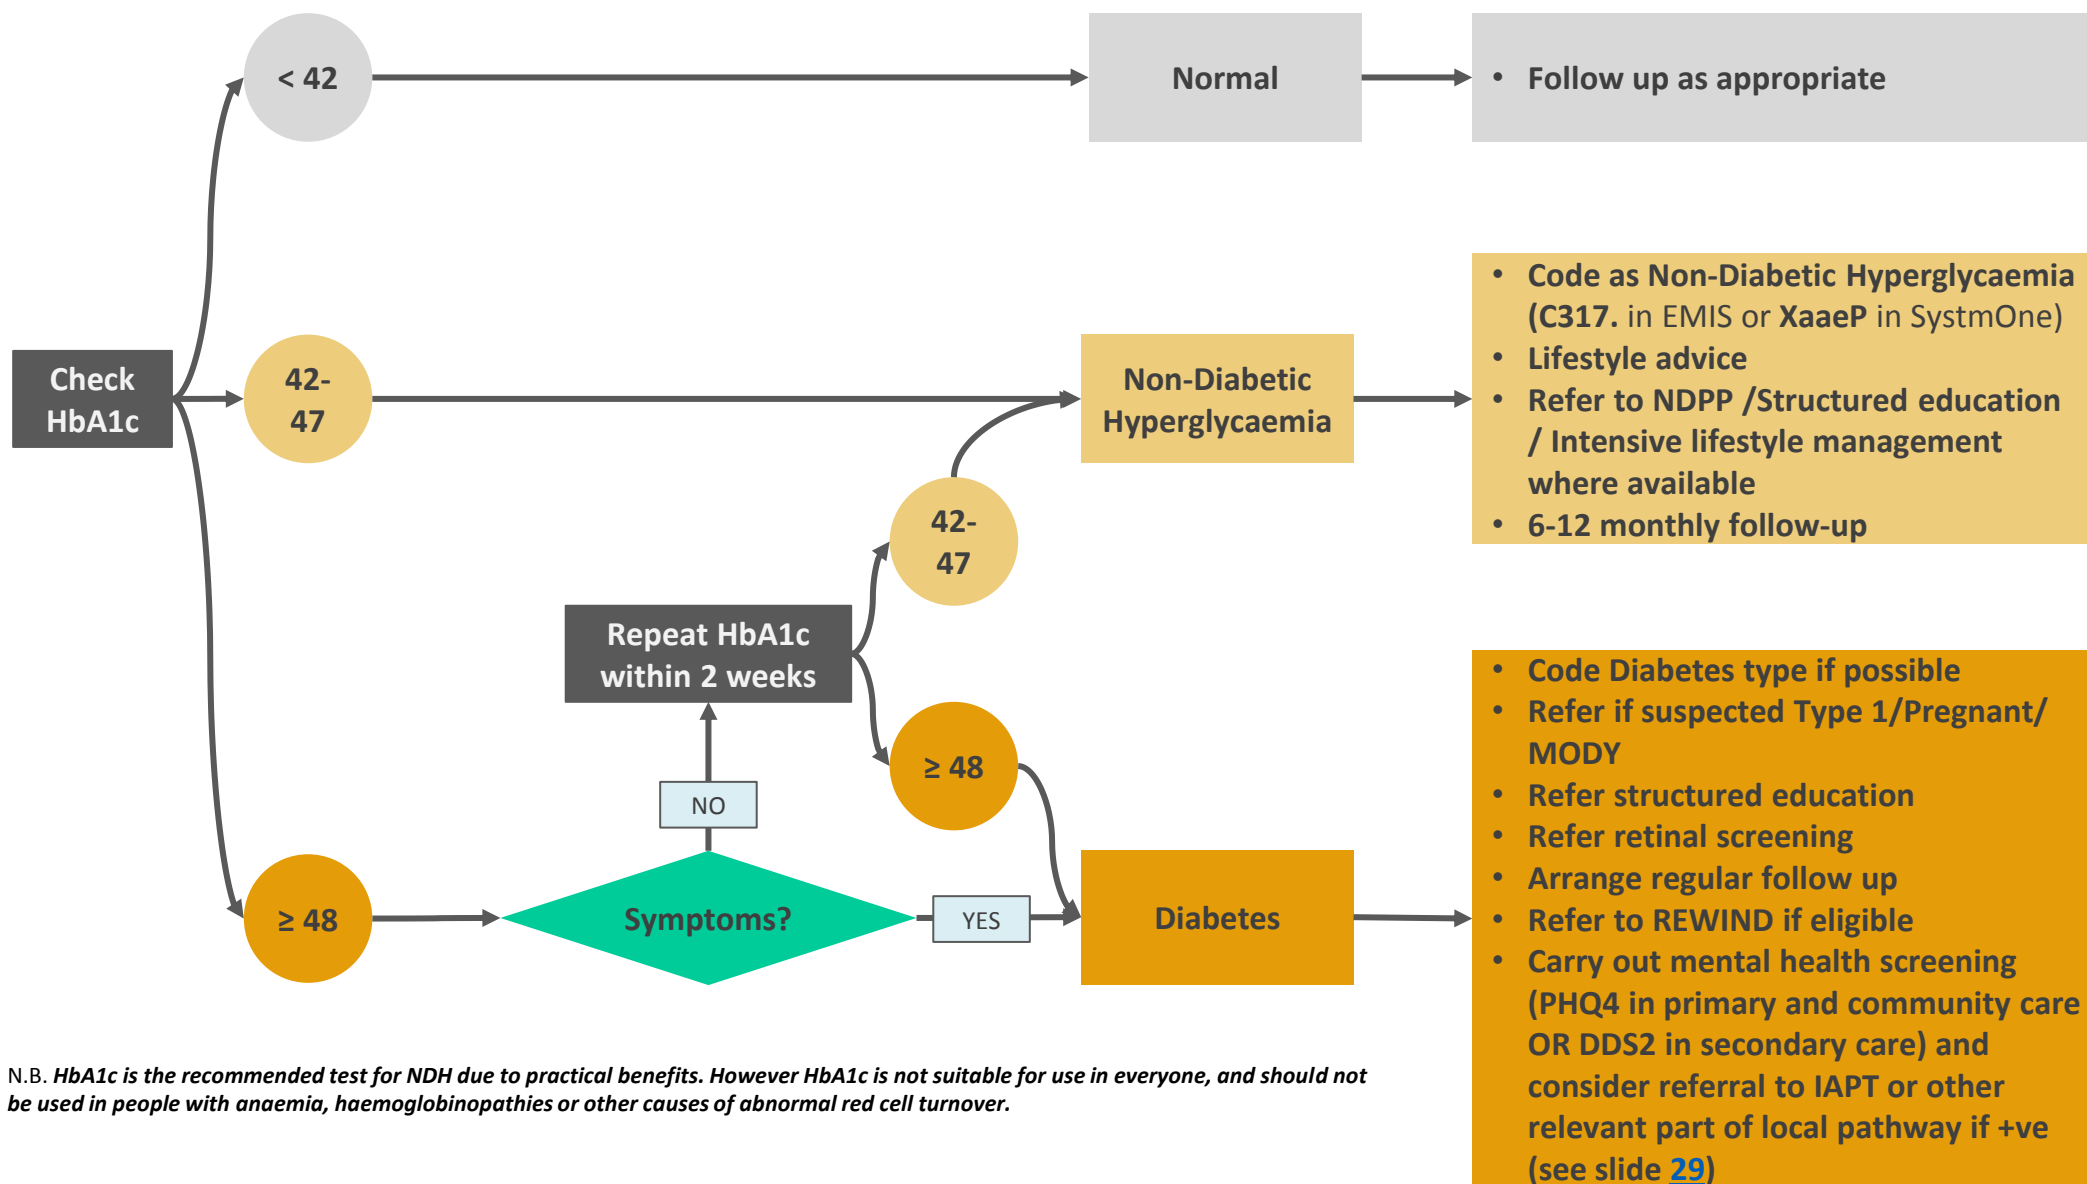 < 42
Normal
• Follow up as appropriate
Check
HbA1c
42-
47
Non-Diabetic
Hyperglycaemia
• Code as Non-Diabetic Hyperglycaemia
(C317. in EMIS or XaaeP in SystmOne)
• Lifestyle advice
• Refer to NDPP /Structured education
/ Intensive lifestyle management
where available
• 6-12 monthly follow-up
42-
47
Repeat HbA1c
within 2 weeks
≥ 48
NO
≥ 48
Symptoms?
YES
Diabetes
• Code Diabetes type if possible
• Refer if suspected Type 1/Pregnant/
MODY
• Refer structured education
• Refer retinal screening
• Arrange regular follow up
• Refer to REWIND if eligible
• Carry out mental health screening
(PHQ4 in primary and community care
OR DDS2 in secondary care) and
consider referral to IAPT or other
relevant part of local pathway if +ve
(see slide 29)
N.B. HbA1c is the recommended test for NDH due to practical benefits. However HbA1c is not suitable for use in everyone, and should not
be used in people with anaemia, haemoglobinopathies or other causes of abnormal red cell turnover.